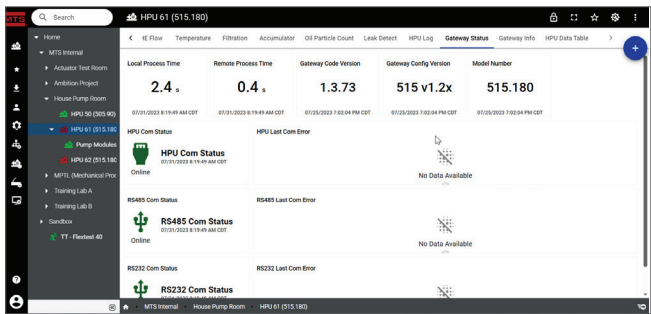 MTS
Search
HPU 61 (515.180)
Home
MTS Internal
Actuator Test Room
Ambition Project
House Pump Room
HPU 50 (505.90)
HPU 61 (515.180
Pump Modules
HPU 62 (515.180
MPTL (Mechanical Proc
Training Lab A
Training Lab B
Sandbox
TT - Flextest 40
Temperature Filtration Accumulator Oil Particle Count Leak Detect HPU Log Gateway Status Gateway Info HPU Data Table
Local Process Time Remote Process Time Gateway Code Version Gateway Config Version Model Number
2.4 s 0.4 s 1.3.73 515 v1.2x 515.180
07/31/2023 8:19:49 AM CDT 07/31/2023 8:19:49 AM CDT 07/25/2023 7:02:04 PM CDT 07/25/2023 7:02:04 PM CDT 07/25/2023 7:02:04 PM CDT
HPU Com Status HPU Last Com Error
HPU Com Status
07/31/2023 8:19:49 AM CDT
Online
No Data Available
RS485 Com Status RS485 Last Com Error
RS485 Com Status
07/31/2023 8:19:49 AM CDT
Online
No Data Available
RS232 Com Status RS232 Last Com Error
RS232 Com Status
MTS Internal House Pump Room HPU 61 (515.180)